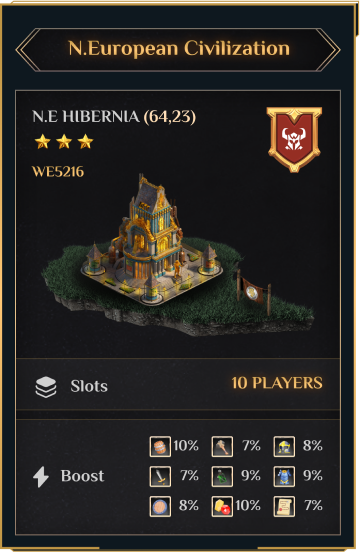 N.European Civilization
N.E HIBERNIA (64,23)
WE5216
Slots
10 PLAYERS
Boost
10% 7% 8%
7% 9% 9%
8% 10% 7%